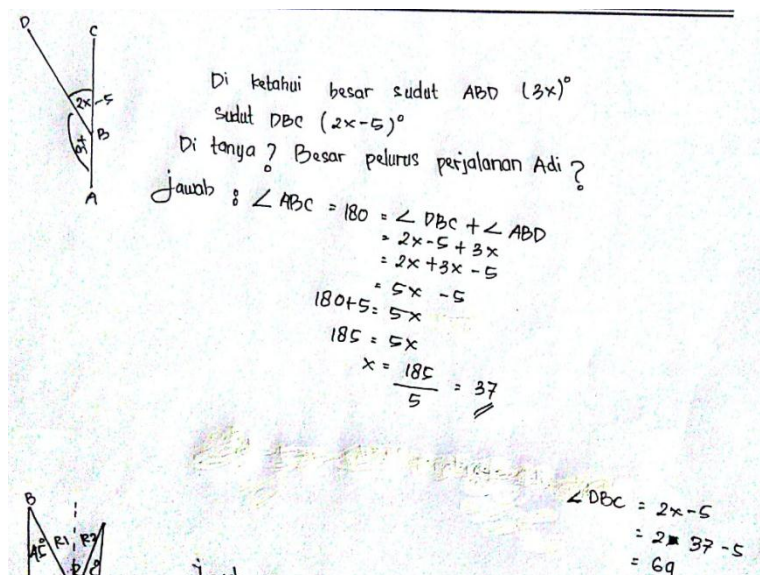 D
C
2x-5
B
A
Di ketahui besar sudut ABD (3x)°
Sudut DBC (2x-5)°
Di tanya? Besar pelurus perjalanan Adi?
Jawab : ∠ ABC = 180 = ∠ DBC + ∠ ABD
= 2x-5 + 3x
= 2x+3x - 5
= 5x - 5
180+5 = 5x
185 = 5x
x = 185/5 = 37
∠ DBC = 2x-5
= 2 37 - 5
= 69
B
R1 R2